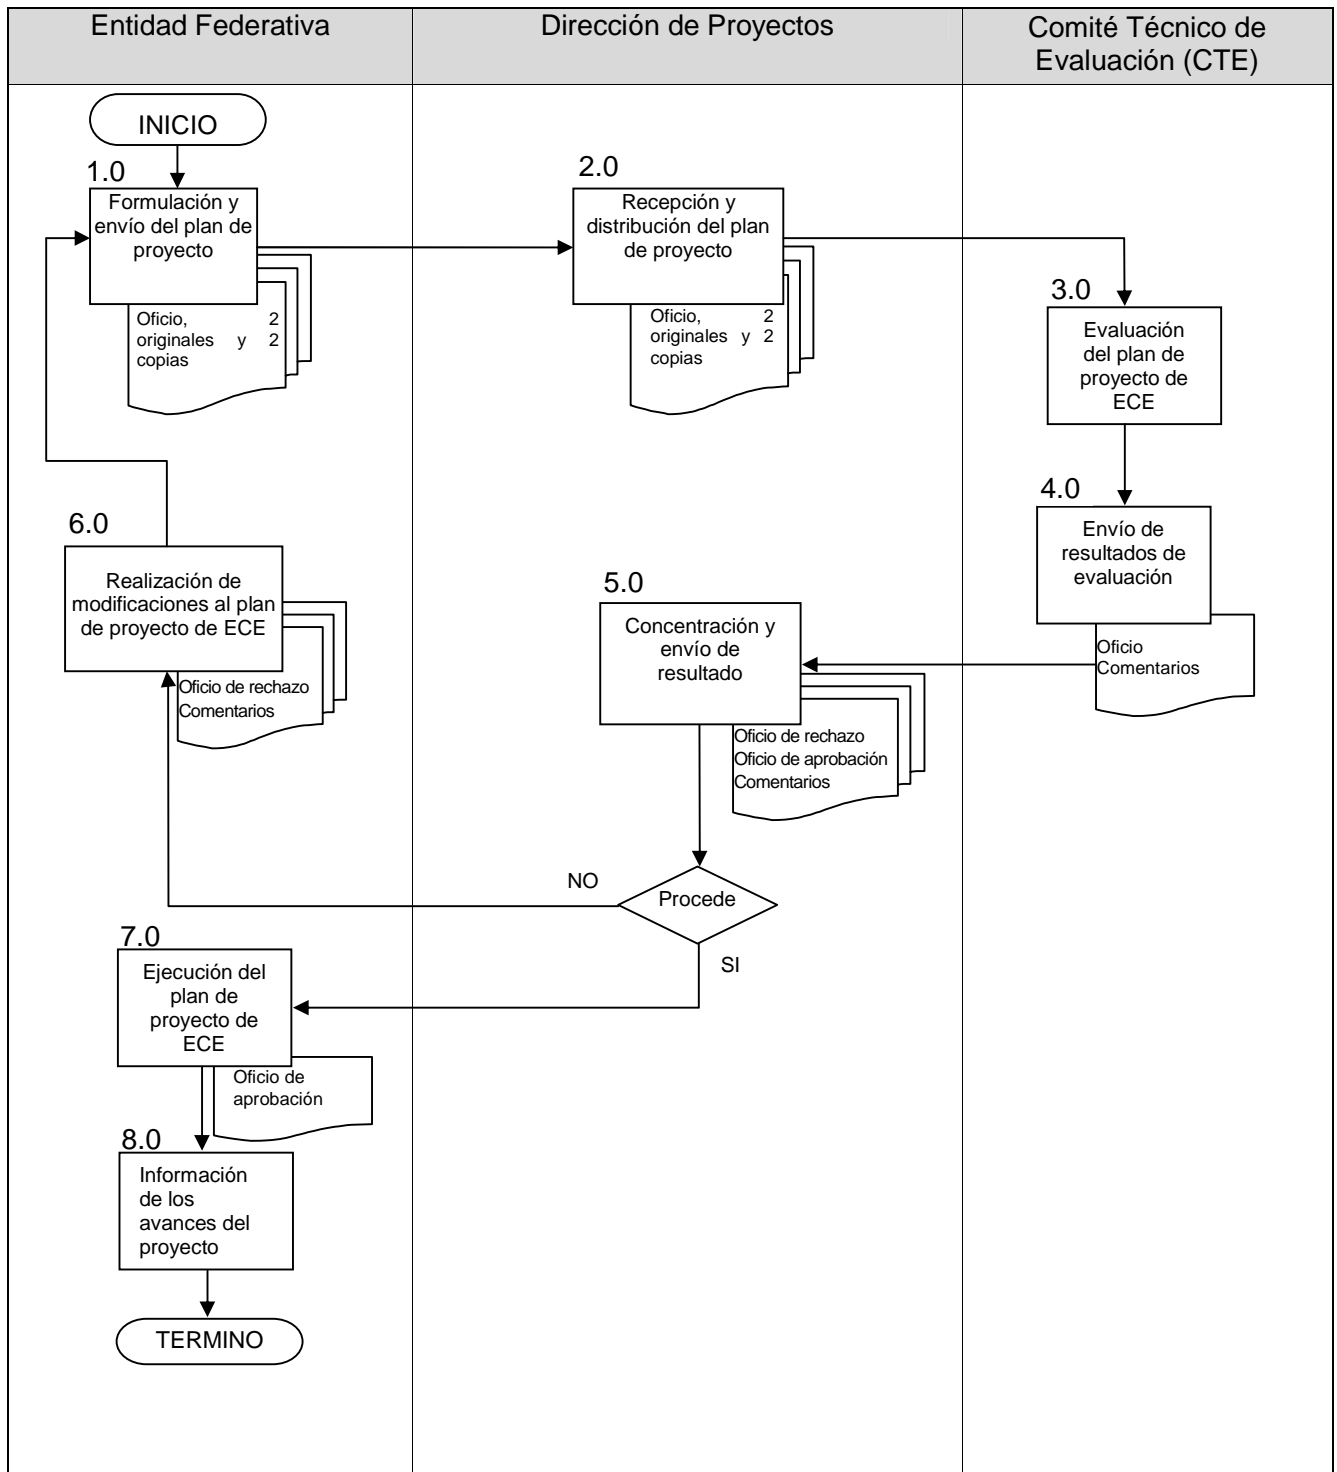 Entidad Federativa
Dirección de Proyectos
Comité Técnico de
Evaluación (CTE)
INICIO
1.0
Formulación y
envío del plan de
proyecto
Oficio, 2
originales y 2
copias
2.0
Recepción y
distribución del plan
de proyecto
Oficio, 2
originales y 2
copias
3.0
Evaluación
del plan de
proyecto de
ECE
4.0
Envío de
resultados de
evaluación
Oficio
Comentarios
5.0
Concentración y
envío de
resultado
Oficio de rechazo
Oficio de aprobación
Comentarios
6.0
Realización de
modificaciones al plan
de proyecto de ECE
Oficio de rechazo
Comentarios
Procede
NO
SI
7.0
Ejecución del
plan de
proyecto de
ECE
Oficio de
aprobación
8.0
Información
de los
avances del
proyecto
TERMINO